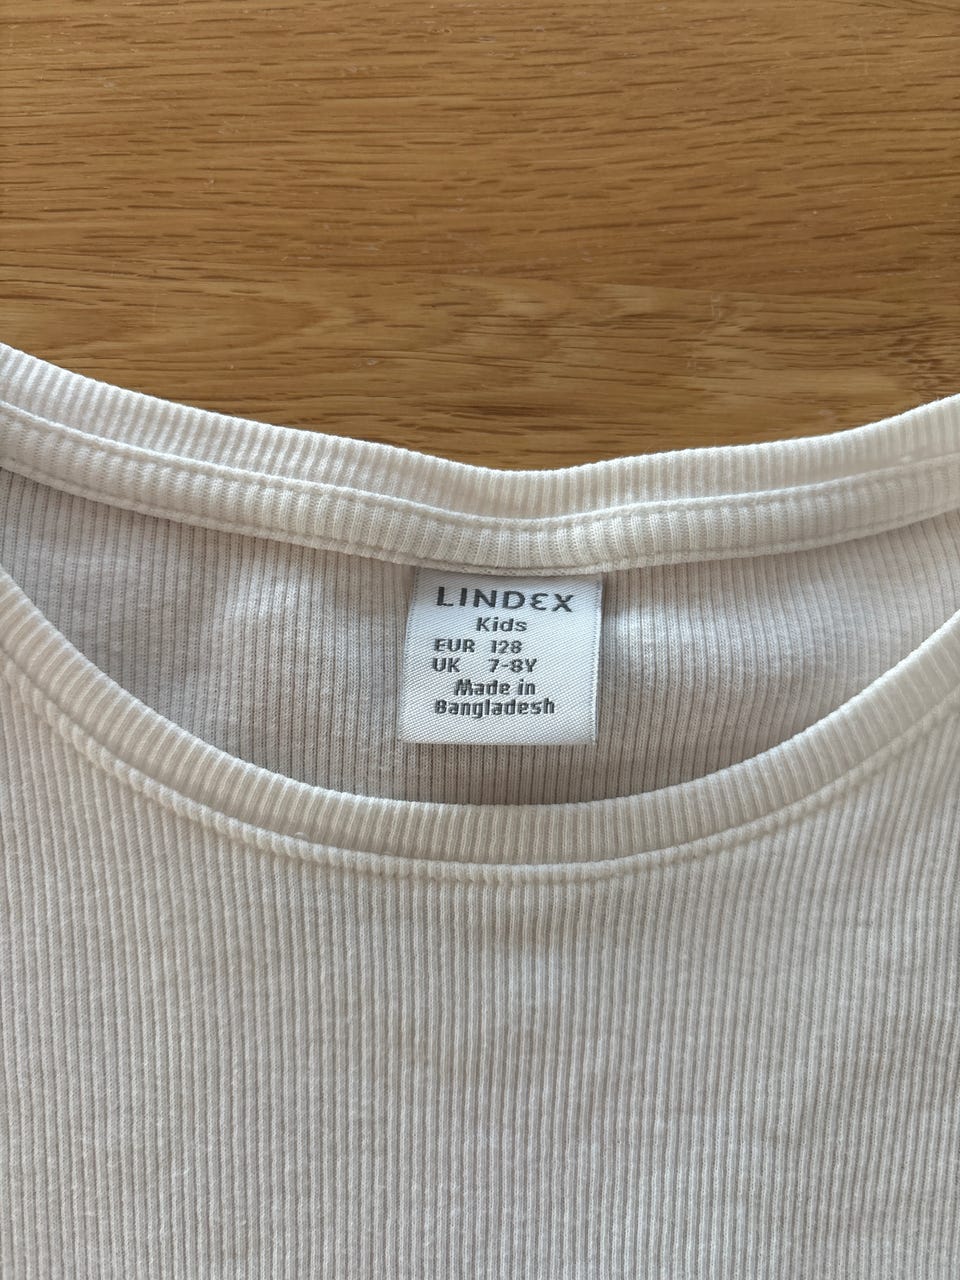 LINDEX
Kids
EUR 128
UK 7-8Y
Made in
Bangladesh